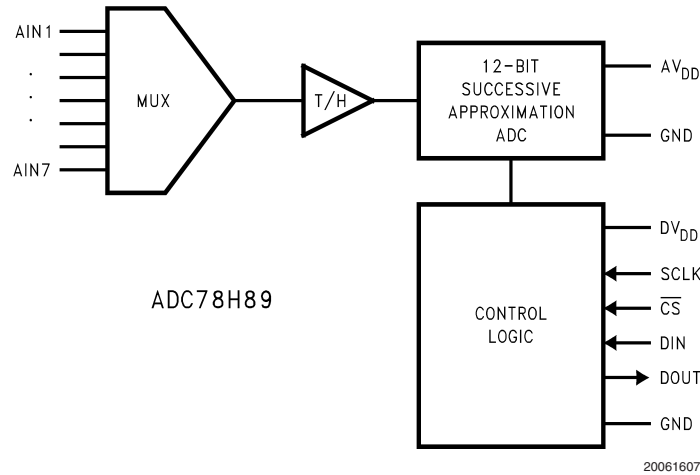 AIN1
.
.
.
AIN7
MUX
T/H
12-BIT
SUCCESSIVE
APPROXIMATION
ADC
AVDD
GND
CONTROL
LOGIC
DVDD
SCLK
CS
DIN
DOUT
GND
ADC78H89
20061607